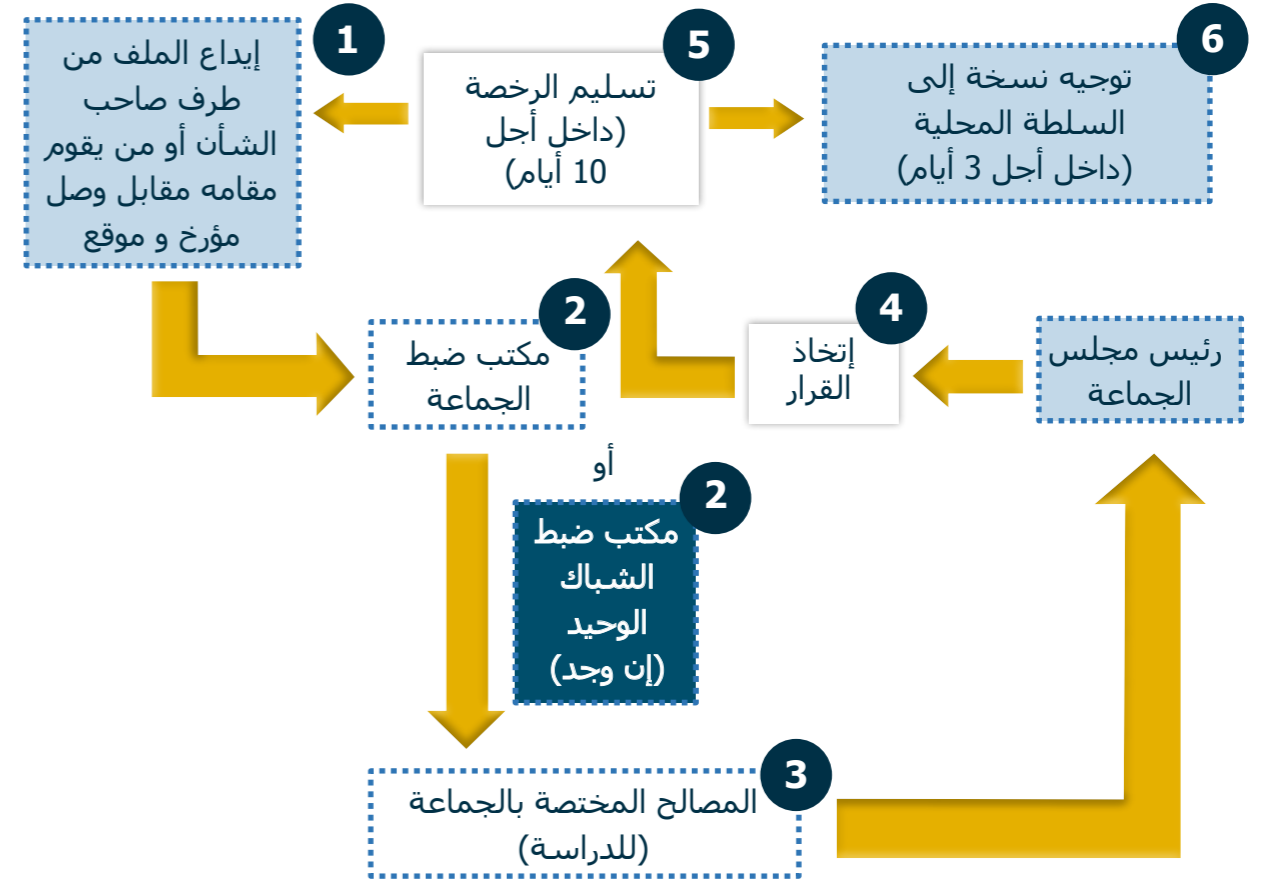 1
إيداع الملف من
طرف صاحب
الشأن أو من يقوم
مقامه مقابل وصل
مؤرخ و موقع
5
تسليم الرخصة
(داخل أجل
10 أيام)
6
توجيه نسخة إلى
السلطة المحلية
(داخل أجل 3 أيام)
2
مكتب ضبط
الجماعة
4
إتخاذ
القرار
رئيس مجلس
الجماعة
أو
2
مكتب ضبط
الشباك
الوحيد
(إن وجد)
3
المصالح المختصة بالجماعة
(للدراسة)